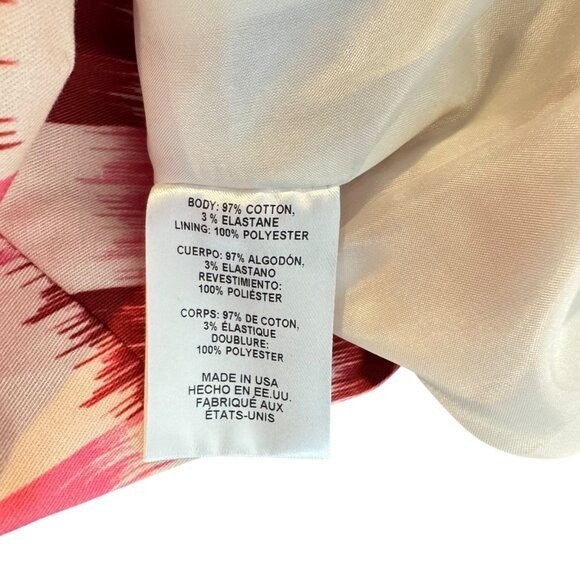 BODY: 97% COTTON,
3% ELASTANE
LINING: 100% POLYESTER
CUERPO: 97% ALGODÓN,
3% ELASTANO
REVESTIMIENTO:
100% POLIÉSTER
CORPS: 97% DE COTON,
3% ÉLASTIQUE
DOUBLURE:
100% POLYESTER
MADE IN USA
HECHO EN EE.UU.
FABRIQUÉ AUX
ÉTATS-UNIS